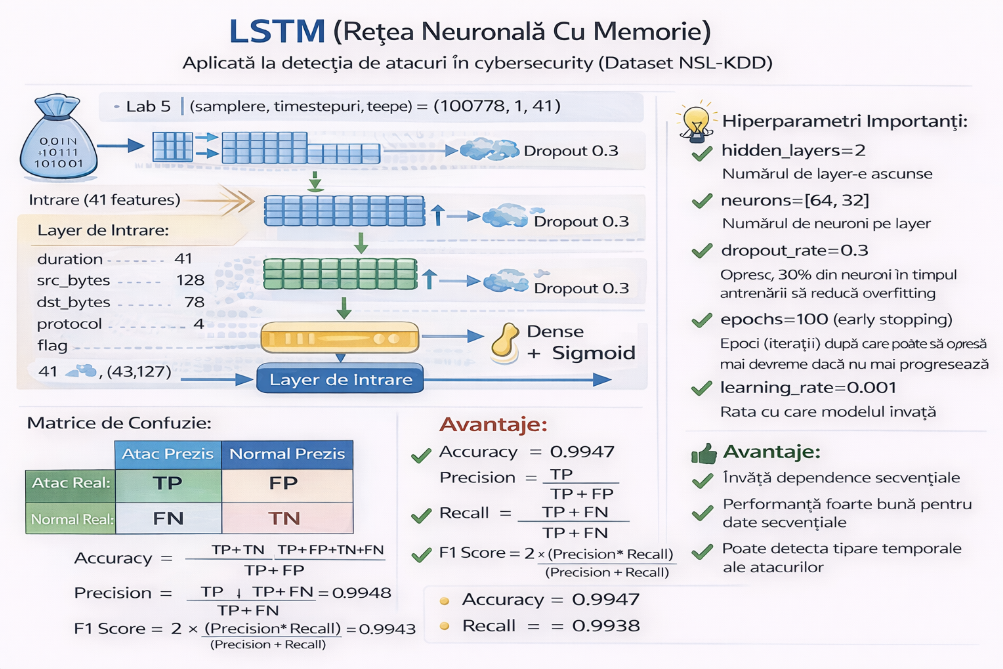 LSTM (Rețea Neuronală Cu Memorie)
Aplicată la detecția de atacuri în cybersecurity (Dataset NSL-KDD)
• Lab 5 | (samplere, timestepuri, teepe) = (100778, 1, 41)
001N
10111
101001
Dropout 0.3
Intrare (41 features)
Dropout 0.3
Layer de Intrare:
duration ........ 41
src_bytes ........ 128
dst_bytes ........ 78
protocol ........ 4
flag ........
Dropout 0.3
Dense
+ Sigmoid
41 , (43,127)
Layer de Intrare
Hiperparametri Importanți:
hidden_layers=2
Numărul de layer-e ascunse
neurons=[64, 32]
Numărul de neuroni pe layer
dropout_rate=0.3
Opresc, 30% din neuroni în timpul
antrenării să reducă overfitting
epochs=100 (early stopping)
Epoci (iterații) după care poate să opresă
mai devreme dacă nu mai progresează
learning_rate=0.001
Rata cu care modelul invață
Matrice de Confuzie:
Atac Prezis Normal Prezis
Atac Real: TP FP
Normal Real: FN TN
Accuracy = TP+TN TP+FP+TN+FN
TP+FP
Precision = TP ↓ TP+FN = 0.9948
TP+FN
F1 Score = 2 × (Precision* Recall) = 0.9943
(Precision + Recall)
Avantaje:
Accuracy = 0.9947
Precision = TP
TP + FP
Recall = TP + FN
TP + FN
F1 Score = 2 × (Precision* Recall)
(Precision + Recall)
• Accuracy = 0.9947
• Recall = = 0.9938
Avantaje:
Învăță dependence secvențiale
Performanță foarte bună pentru
date secvențiale
Poate detecta tipare temporale
ale atacurilor